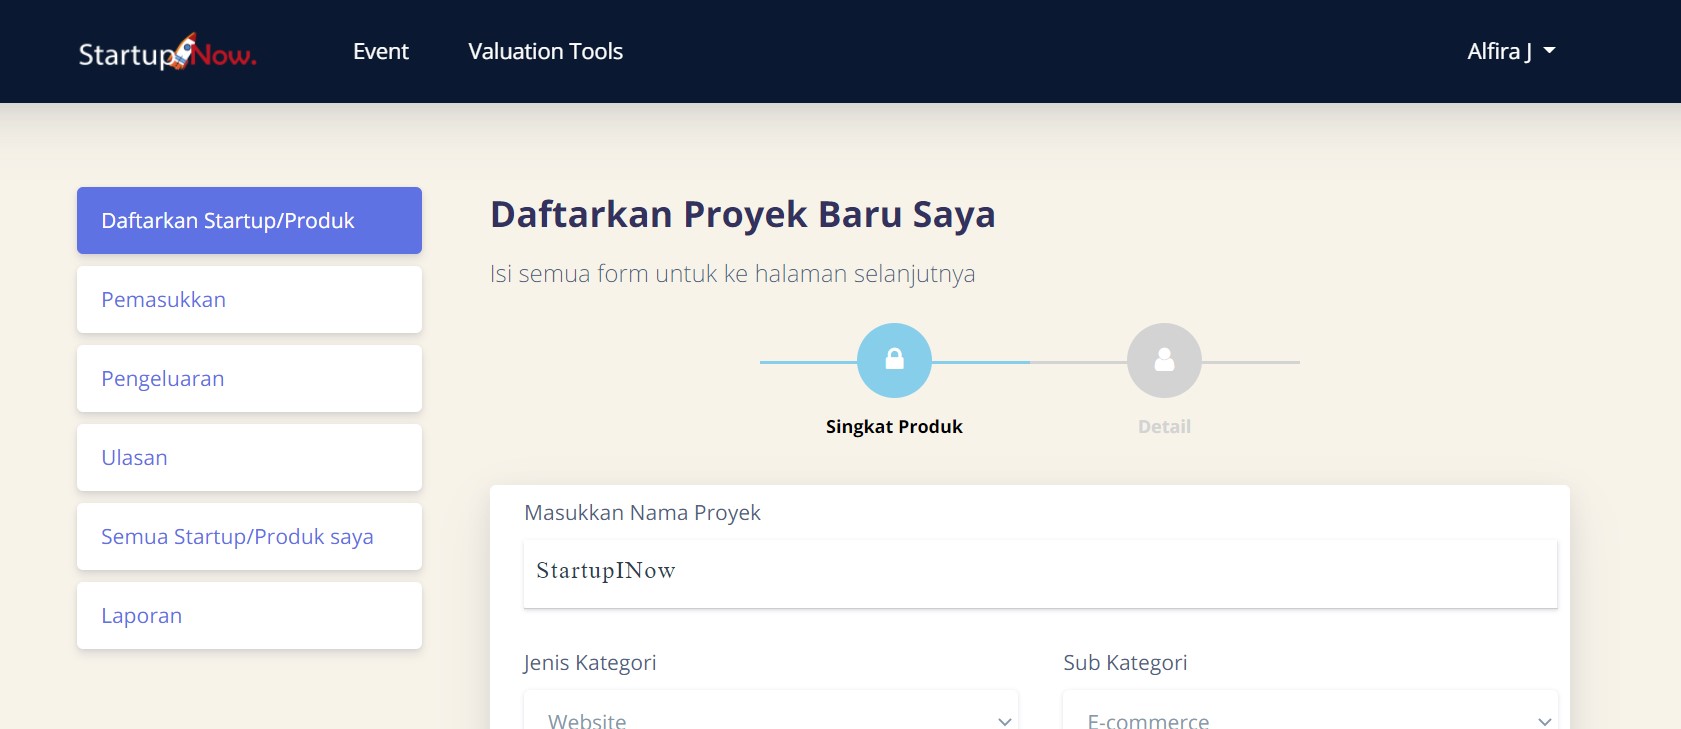 StartupNow.
Event
Valuation Tools
Alfira J
Daftarkan Startup/Produk
Pemasukkan
Pengeluaran
Ulasan
Semua Startup/Produk saya
Laporan
Daftarkan Proyek Baru Saya
Isi semua form untuk ke halaman selanjutnya
Singkat Produk
Detail
Masukkan Nama Proyek
StartupINow
Jenis Kategori
Sub Kategori
Website
E-commerce